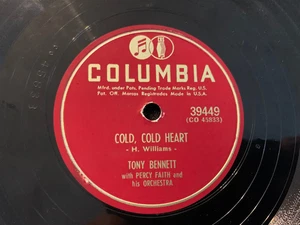 COLUMBIA
Mfrd. under Pats. Pending Trade Marks Reg. U.S.
Pat. Off. Marcas Registradas Made in U.S.A.
39449
(CO 45833)
COLD, COLD HEART
- H. Williams -
TONY BENNETT
with PERCY FAITH and
his ORCHESTRA